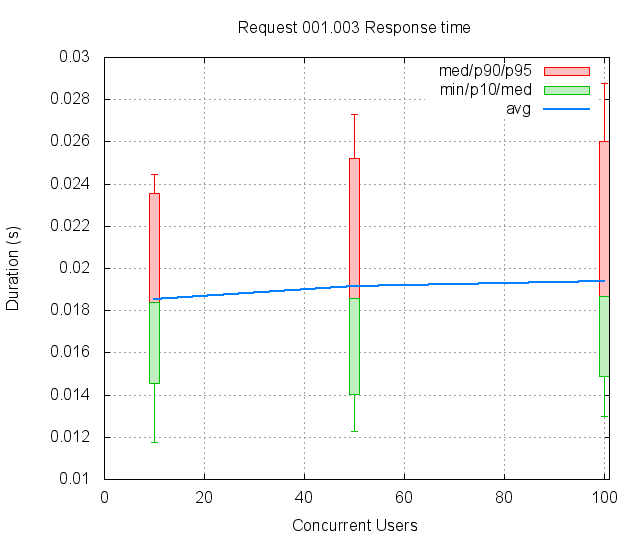 Request 001.003 Response time
0.03
med/p90/p95
0.028
min/p10/med
avg
0.026
0.024
0.022
0.02
0.018
0.016
0.014
0.012
0.01
Duration (s)
0 20 40 60 80 100
Concurrent Users